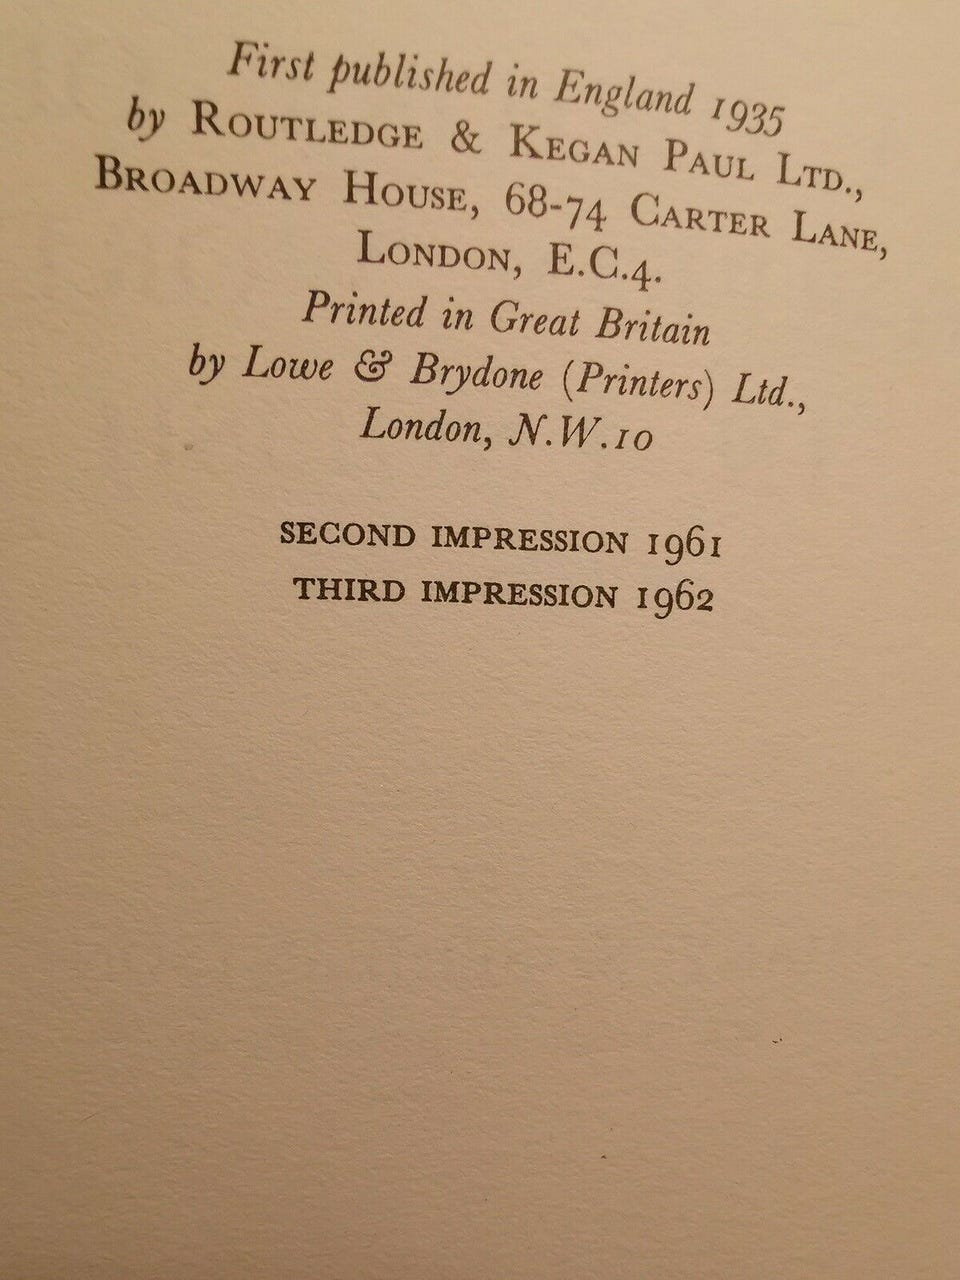 First published in England 1935
by ROUTLEDGE & KEGAN PAUL LTD.,
BROADWAY HOUSE, 68-74 CARTER LANE,
LONDON, E.C.4.
Printed in Great Britain
by Lowe & Brydone (Printers) Ltd.,
London, N.W.10
SECOND IMPRESSION 1961
THIRD IMPRESSION 1962